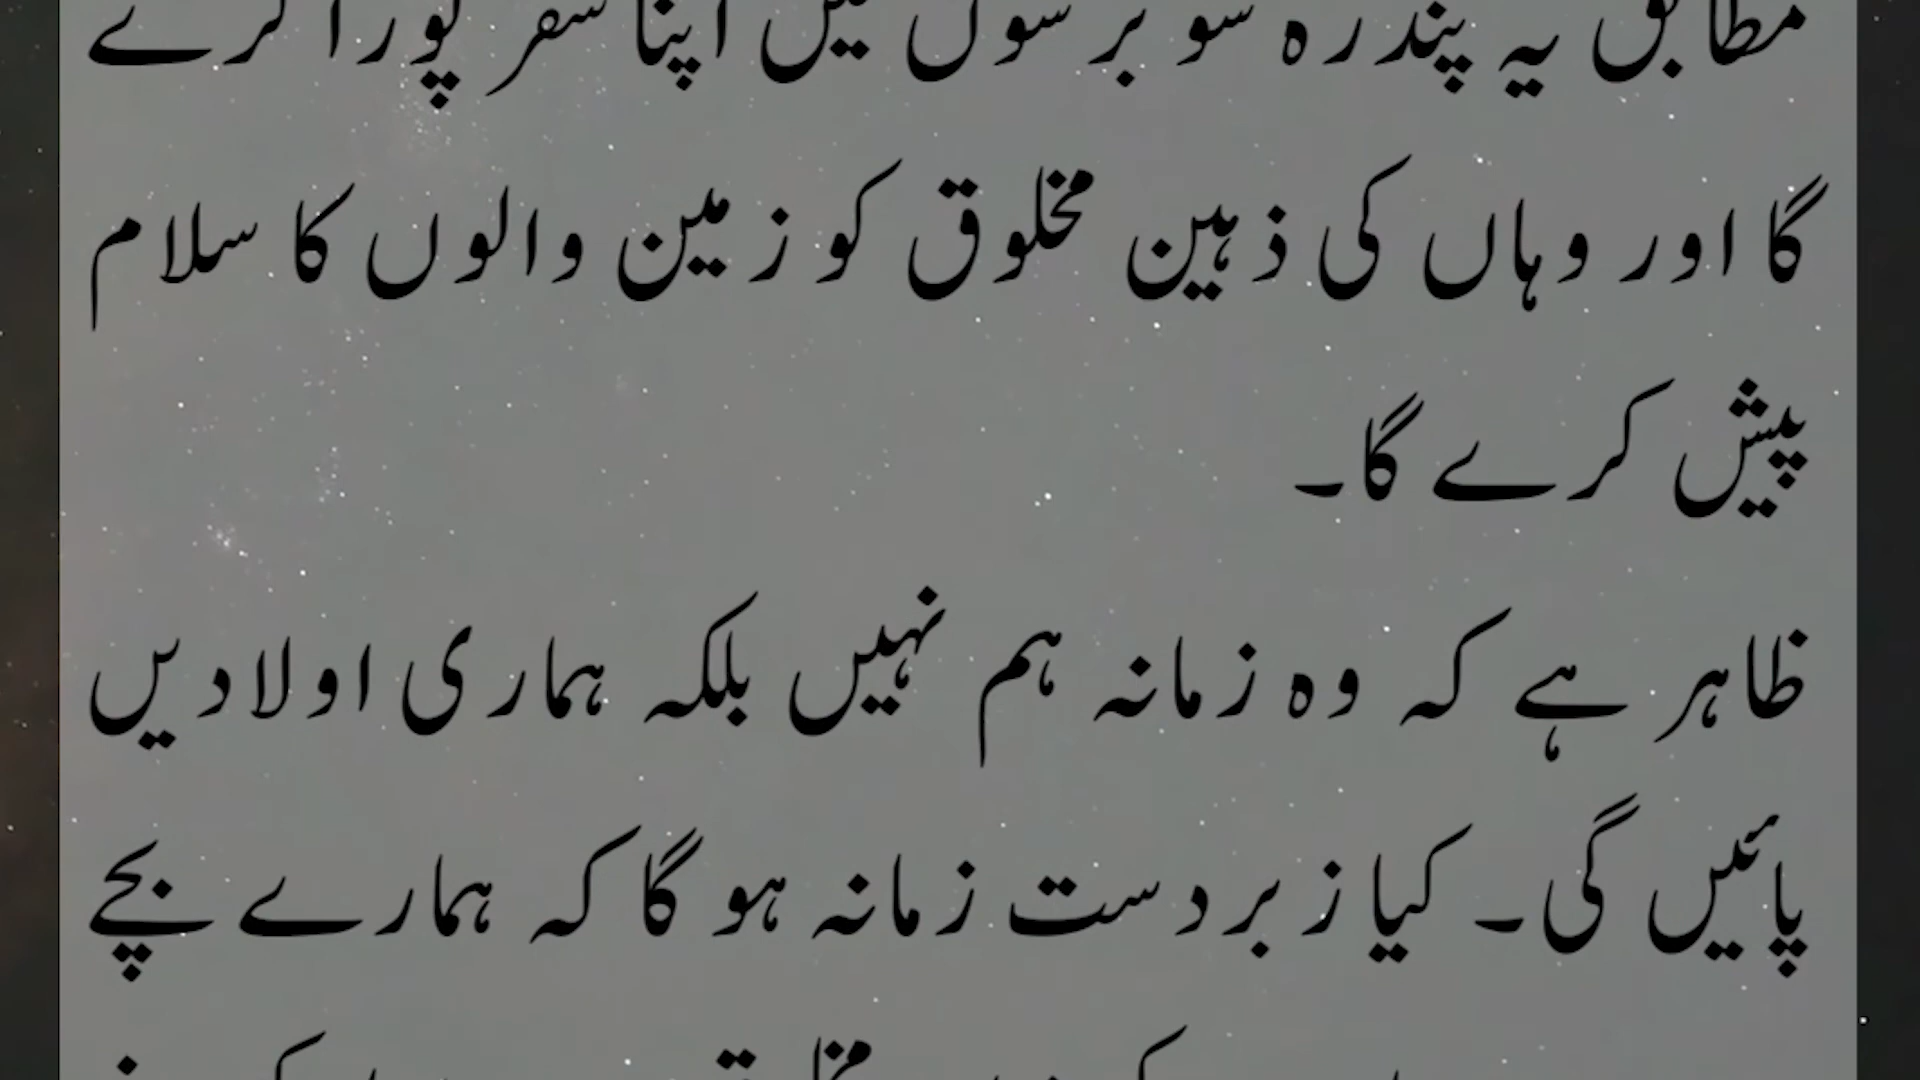 مطابق یہ پندرہ سو برسوں میں اپنا سفر پورا کرے
گا اور وہاں کی ذہین مخلوق کو زمین والوں کا سلام
پیش کرے گا۔
ظاہر ہے کہ وہ زمانہ ہم نہیں بلکہ ہماری اولادیں
پائیں گی۔ کیا زبردست زمانہ ہو گا کہ ہمارے بچے